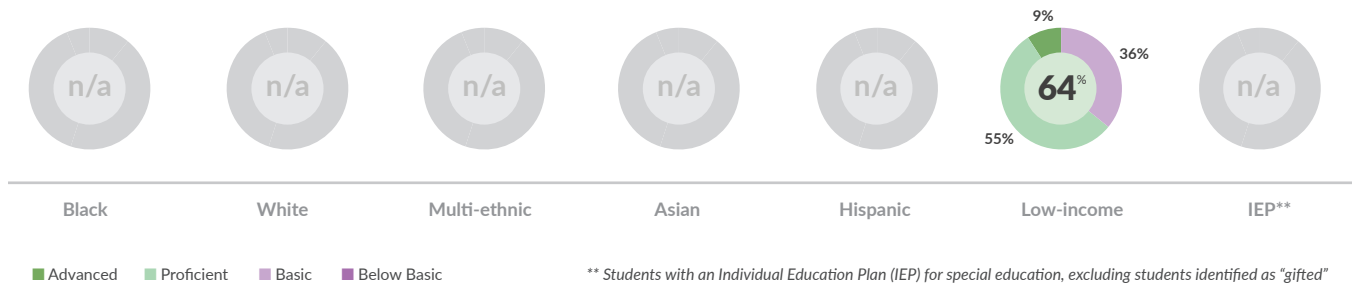 9%
n/a n/a n/a n/a n/a 64% 36% n/a
55%
Black White Multi-ethnic Asian Hispanic Low-income IEP**
Advanced Proficient Basic Below Basic ** Students with an Individual Education Plan (IEP) for special education, excluding students identified as “gifted”